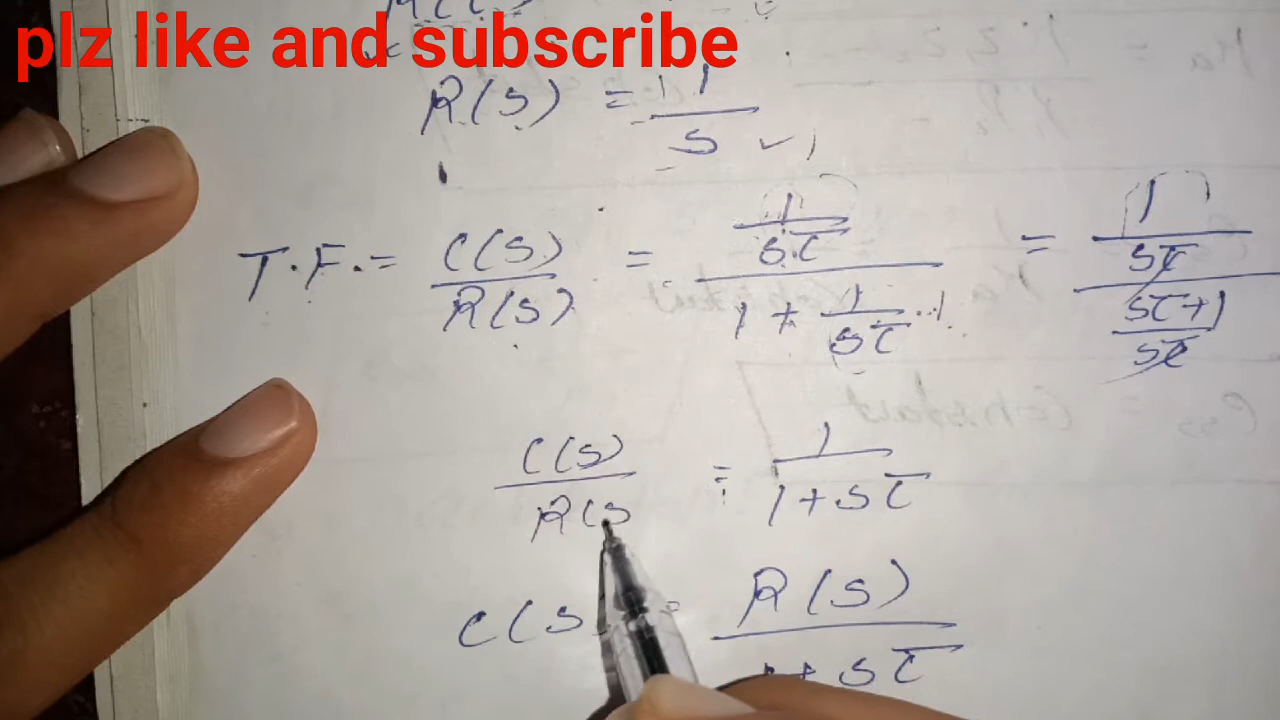 plz like and subscribe
R(s) = 1/s
T.F. = C(s)/R(s) = (1/sτ)/(1 + 1/sτ · 1) = (1/sτ)/((sτ+1)/sτ)
C(s)/R(s = 1/(1+sτ)
C(s = R(s)/(1+sτ)